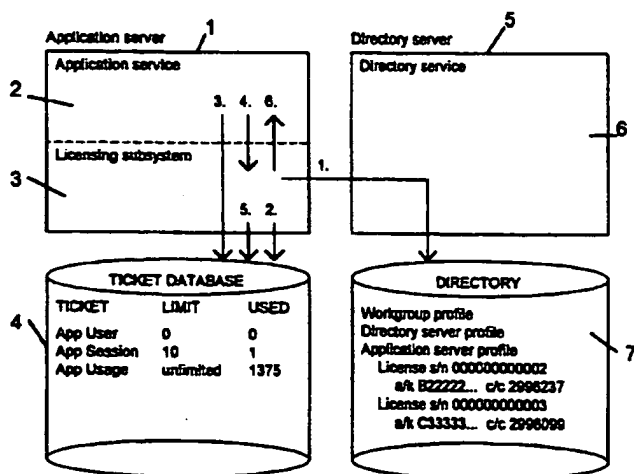 1
5
Application server
Directory server
Application service
Directory service
2
3. 4. 6.
6
Licensing subsystem
3
1.
5. 2.
TICKET DATABASE
DIRECTORY
4
TICKET LIMIT USED
App User 0 0
App Session 10 1
App Usage unlimited 1375
Workgroup profile
Directory server profile
Application server profile
License s/n 000000000002
a/k B22222... c/c 2996237
License s/n 000000000003
a/k C33333... c/c 2996099
7